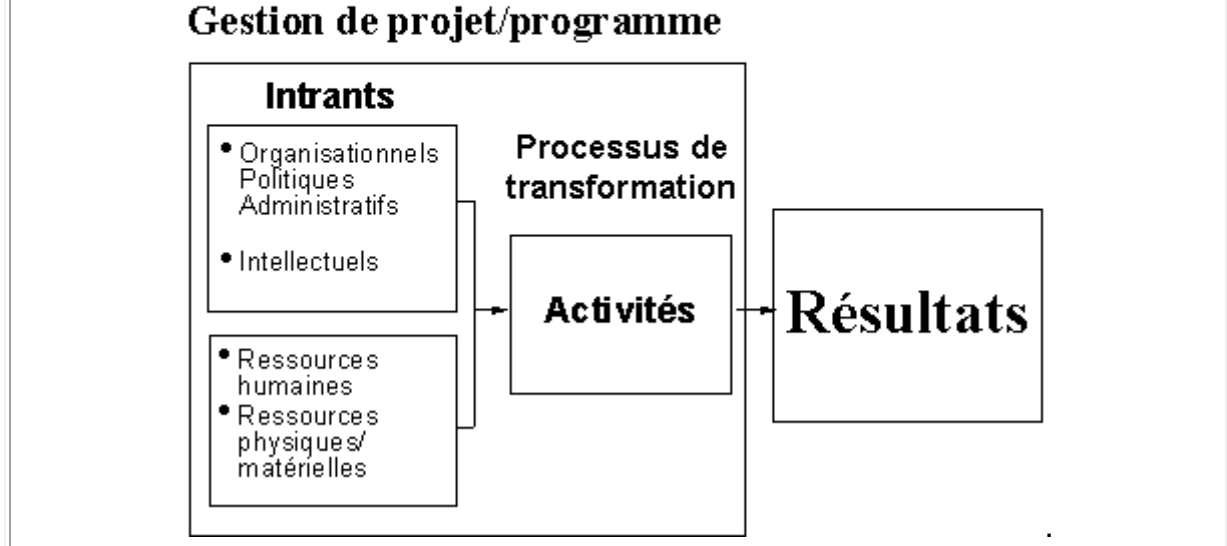 Gestion de projet/programme
Intrants
• Organisationnels
Politiques
Administratifs
• Intellectuels
• Ressources
humaines
• Ressources
physiques/
matérielles
Processus de
transformation
Activités
Résultats
.